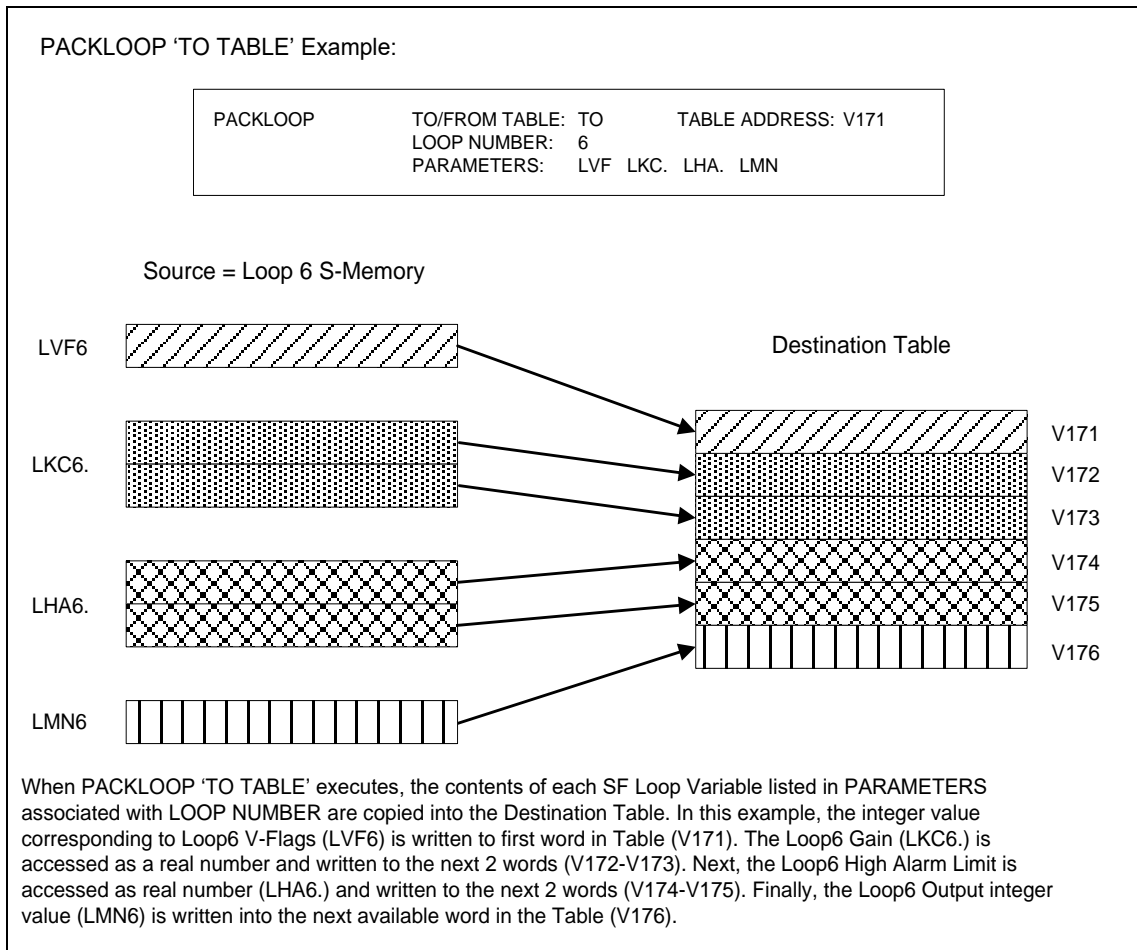 PACKLOOP ‘TO TABLE’ Example:
PACKLOOP TO/FROM TABLE: TO TABLE ADDRESS: V171
LOOP NUMBER: 6
PARAMETERS: LVF LKC. LHA. LMN
Source = Loop 6 S-Memory
LVF6
Destination Table
V171
LKC6.
V172
V173
V174
LHA6.
V175
V176
LMN6
When PACKLOOP ‘TO TABLE’ executes, the contents of each SF Loop Variable listed in PARAMETERS
associated with LOOP NUMBER are copied into the Destination Table. In this example, the integer value
corresponding to Loop6 V-Flags (LVF6) is written to first word in Table (V171). The Loop6 Gain (LKC6.) is
accessed as a real number and written to the next 2 words (V172-V173). Next, the Loop6 High Alarm Limit is
accessed as real number (LHA6.) and written to the next 2 words (V174-V175). Finally, the Loop6 Output integer
value (LMN6) is written into the next available word in the Table (V176).